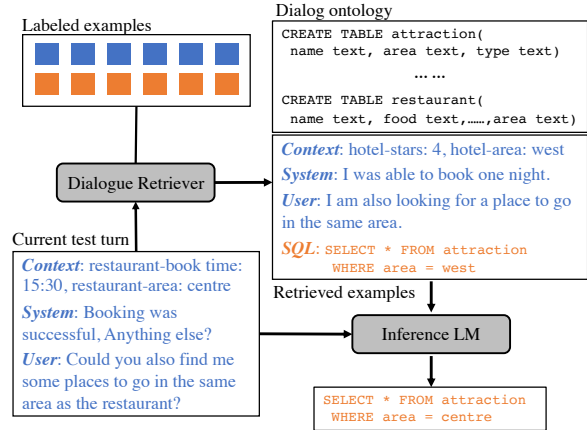 Labeled examples
Dialog ontology
CREATE TABLE attraction(
name text, area text, type text)
... ...
CREATE TABLE restaurant(
name text, food text,……,area text)
Dialogue Retriever
Context: hotel-stars: 4, hotel-area: west
System: I was able to book one night.
User: I am also looking for a place to go
in the same area.
SQL: SELECT * FROM attraction
WHERE area = west
Retrieved examples
Current test turn
Context: restaurant-book time:
15:30, restaurant-area: centre
System: Booking was
successful, Anything else?
User: Could you also find me
some places to go in the same
area as the restaurant?
Inference LM
SELECT * FROM attraction
WHERE area = centre